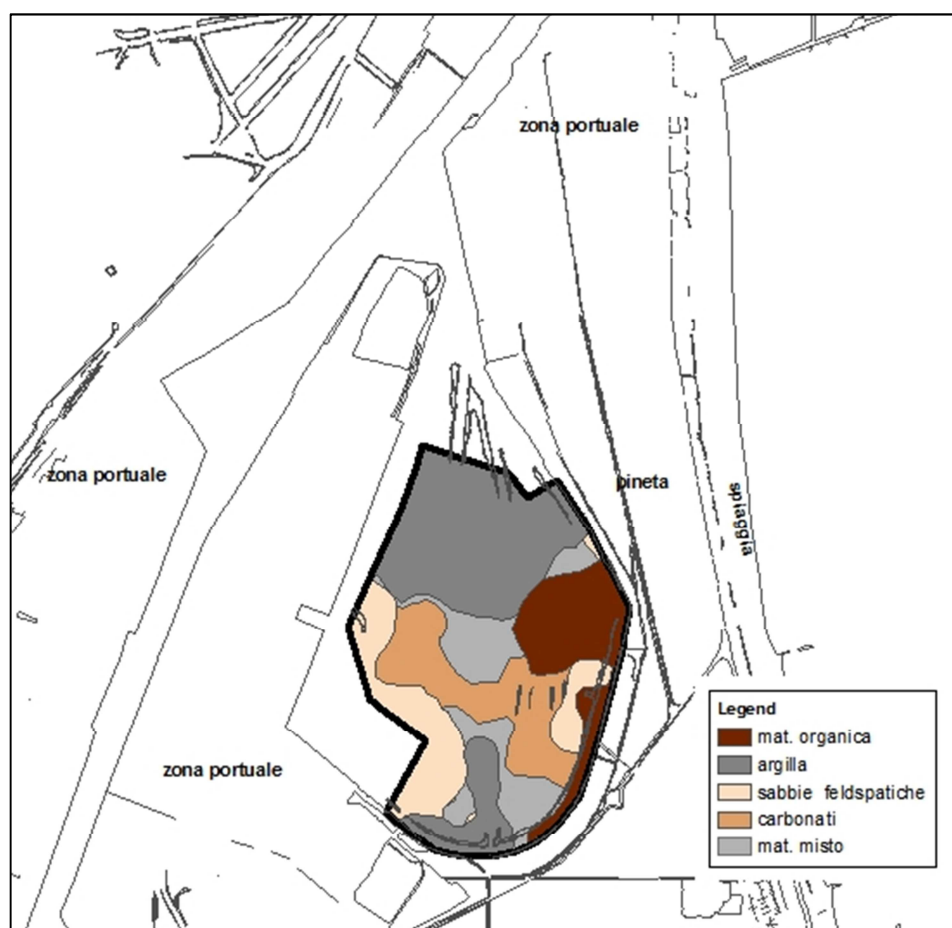 zona portuale
zona portuale
pineta
spiaggia
zona portuale
Legend
mat. organica
argilla
sabbie feldspatiche
carbonati
mat. misto